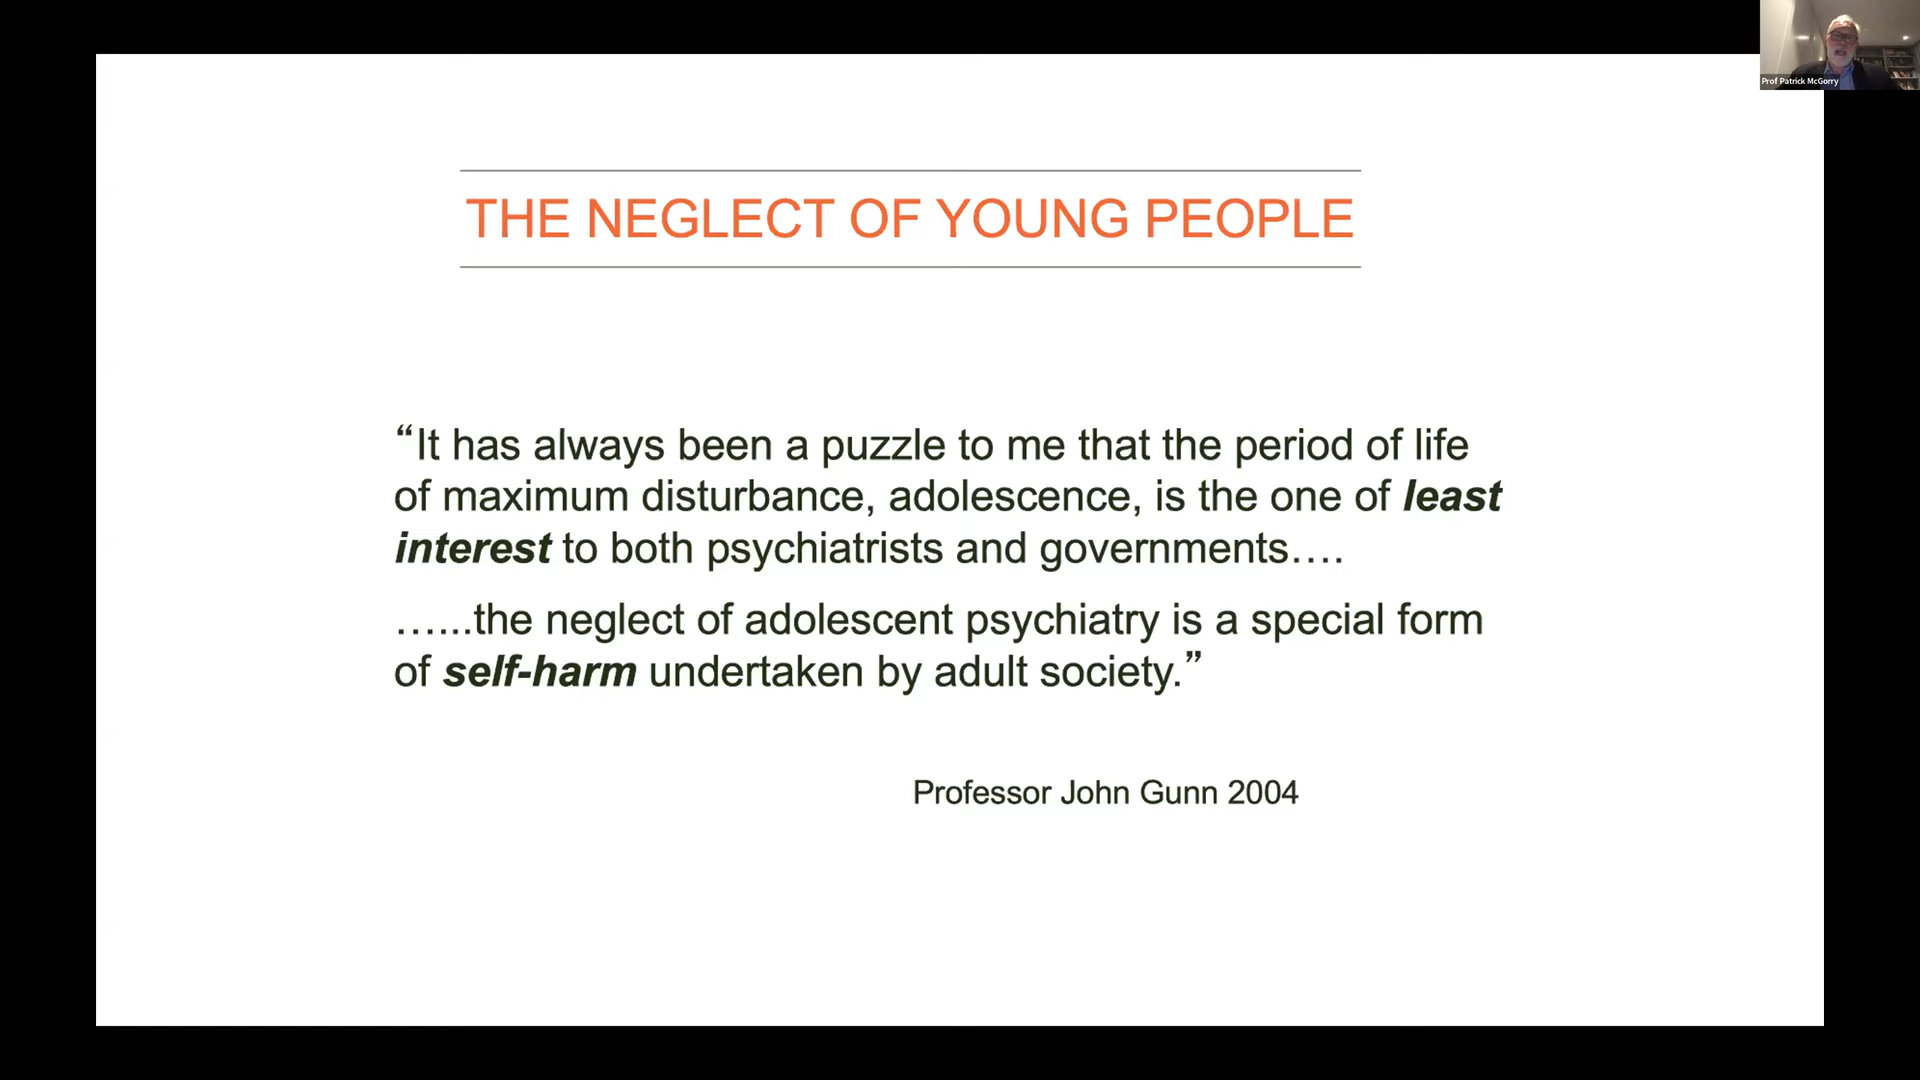 Prof Patrick McGorry
THE NEGLECT OF YOUNG PEOPLE
“It has always been a puzzle to me that the period of life
of maximum disturbance, adolescence, is the one of least
interest to both psychiatrists and governments….
…...the neglect of adolescent psychiatry is a special form
of self-harm undertaken by adult society.”
Professor John Gunn 2004